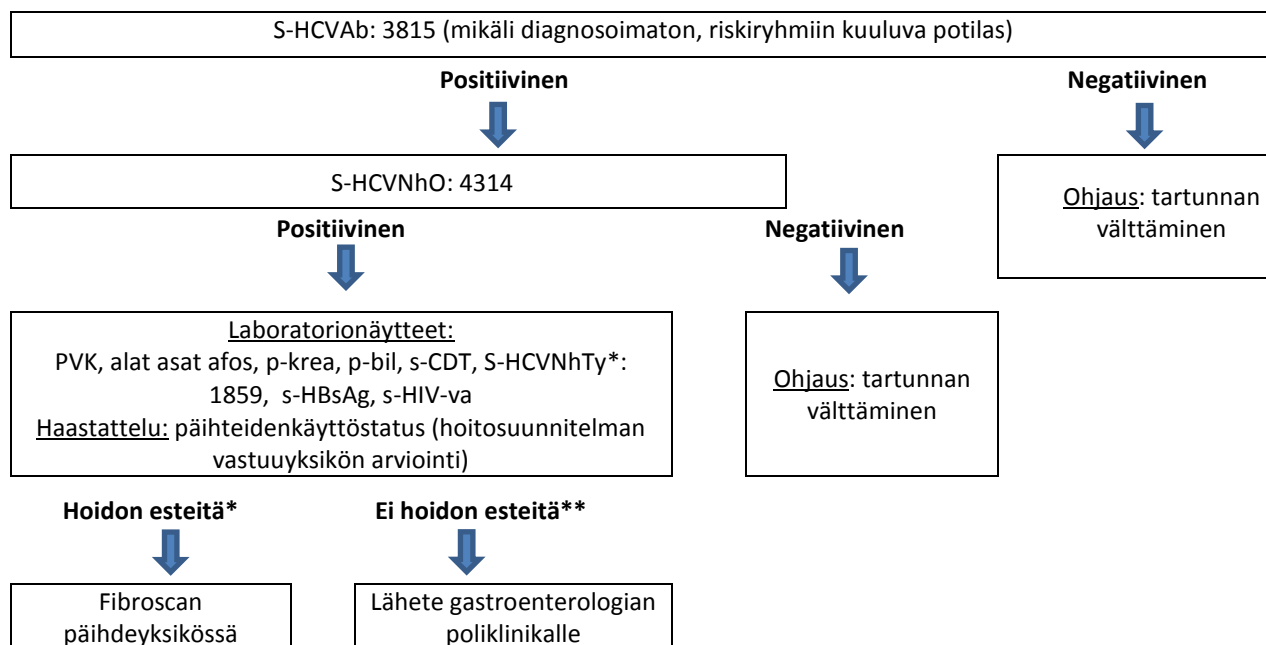 S-HCVAb: 3815 (mikäli diagnosoimaton, riskiryhmiin kuuluva potilas)
Positiivinen
Negatiivinen
S-HCVNhO: 4314
Ohjaus: tartunnan
välttäminen
Positiivinen
Negatiivinen
Laboratorionäytteet:
PVK, alat asat afos, p-krea, p-bil, s-CDT, S-HCVNhTy*:
1859, s-HBsAg, s-HIV-va
Haastattelu: päihteidenkäyttöstatus (hoitosuunnitelman
vastuuyksikön arviointi)
Ohjaus: tartunnan
välttäminen
Hoidon esteitä*
Ei hoidon esteitä**
Fibroscan
päihdeyksikössä
Lähete gastroenterologian
poliklinikalle